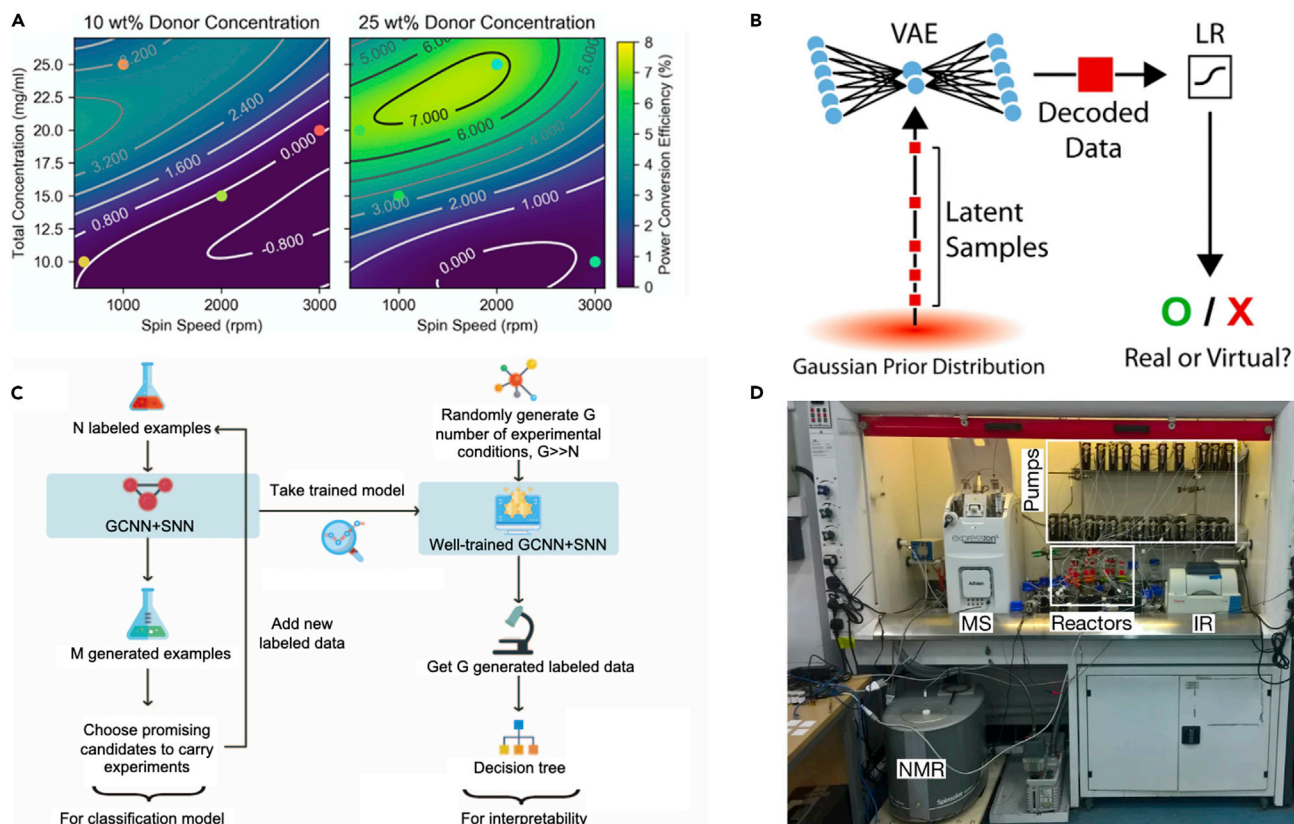 A
10 wt% Donor Concentration
25 wt% Donor Concentration
Total Concentration (mg/ml)
25.0
22.5
20.0
17.5
15.0
12.5
10.0
3.200
2.400
0.000
3.200
1.600
0.800
-0.800
5.000
6.000
7.000
6.000
4.000
5.000
3.000
2.000
1.000
0.000
1000
2000
3000
Spin Speed (rpm)
1000
2000
3000
Spin Speed (rpm)
8
7
6
5
4
3
2
1
0
Power Conversion Efficiency (%)
B
VAE
LR
Decoded
Data
Latent
Samples
Gaussian Prior Distribution
O / X
Real or Virtual?
C
N labeled examples
GCNN+SNN
M generated examples
Choose promising
candidates to carry
experiments
For classification model
Take trained model
Add new
labeled data
Randomly generate G
number of experimental
conditions, G>>N
Well-trained GCNN+SNN
Get G generated labeled data
Decision tree
For interpretability
D
Pumps
expression
Advion
MS
Reactors
IR
NMR
Spinsolve